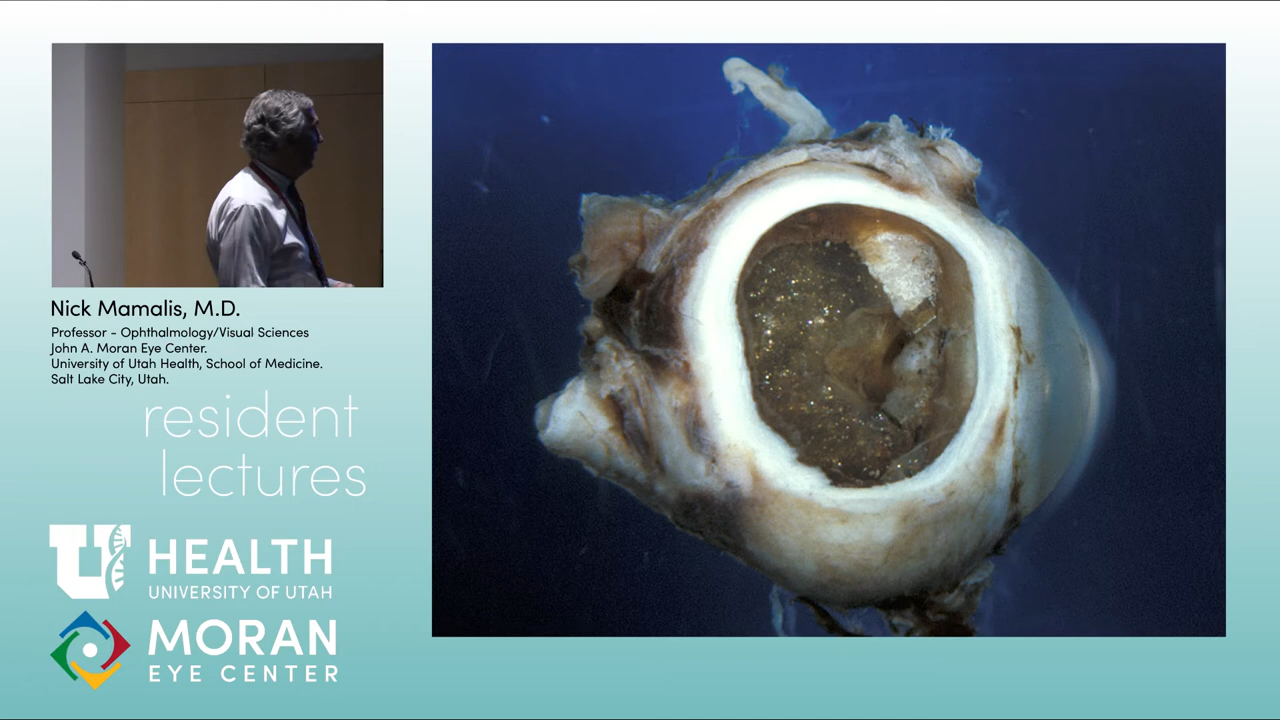 Nick Mamalis, M.D.
Professor - Ophthalmology/Visual Sciences
John A. Moran Eye Center.
University of Utah Health, School of Medicine.
Salt Lake City, Utah.
resident
lectures
U HEALTH
UNIVERSITY OF UTAH
MORAN
EYE CENTER